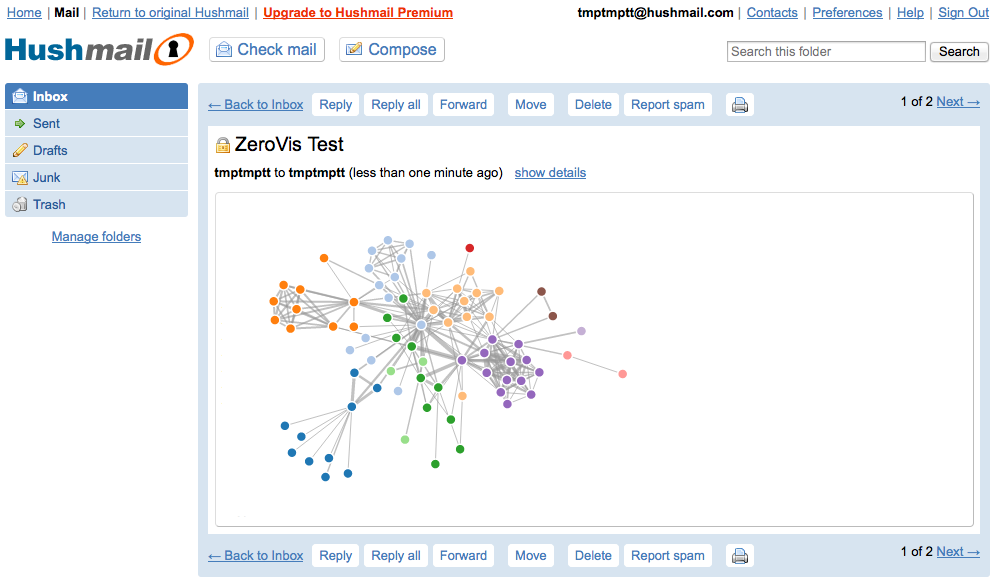 Home | Mail | Return to original Hushmail | Upgrade to Hushmail Premium
tmptmptt@hushmail.com | Contacts | Preferences | Help | Sign Out
Hushmail
Check mail
Compose
Search this folder
Search
Inbox
Sent
Drafts
Junk
Trash
Manage folders
← Back to Inbox Reply Reply all Forward Move Delete Report spam
1 of 2 Next →
ZeroVis Test
tmptmptt to tmptmptt (less than one minute ago) show details
← Back to Inbox Reply Reply all Forward Move Delete Report spam
1 of 2 Next →